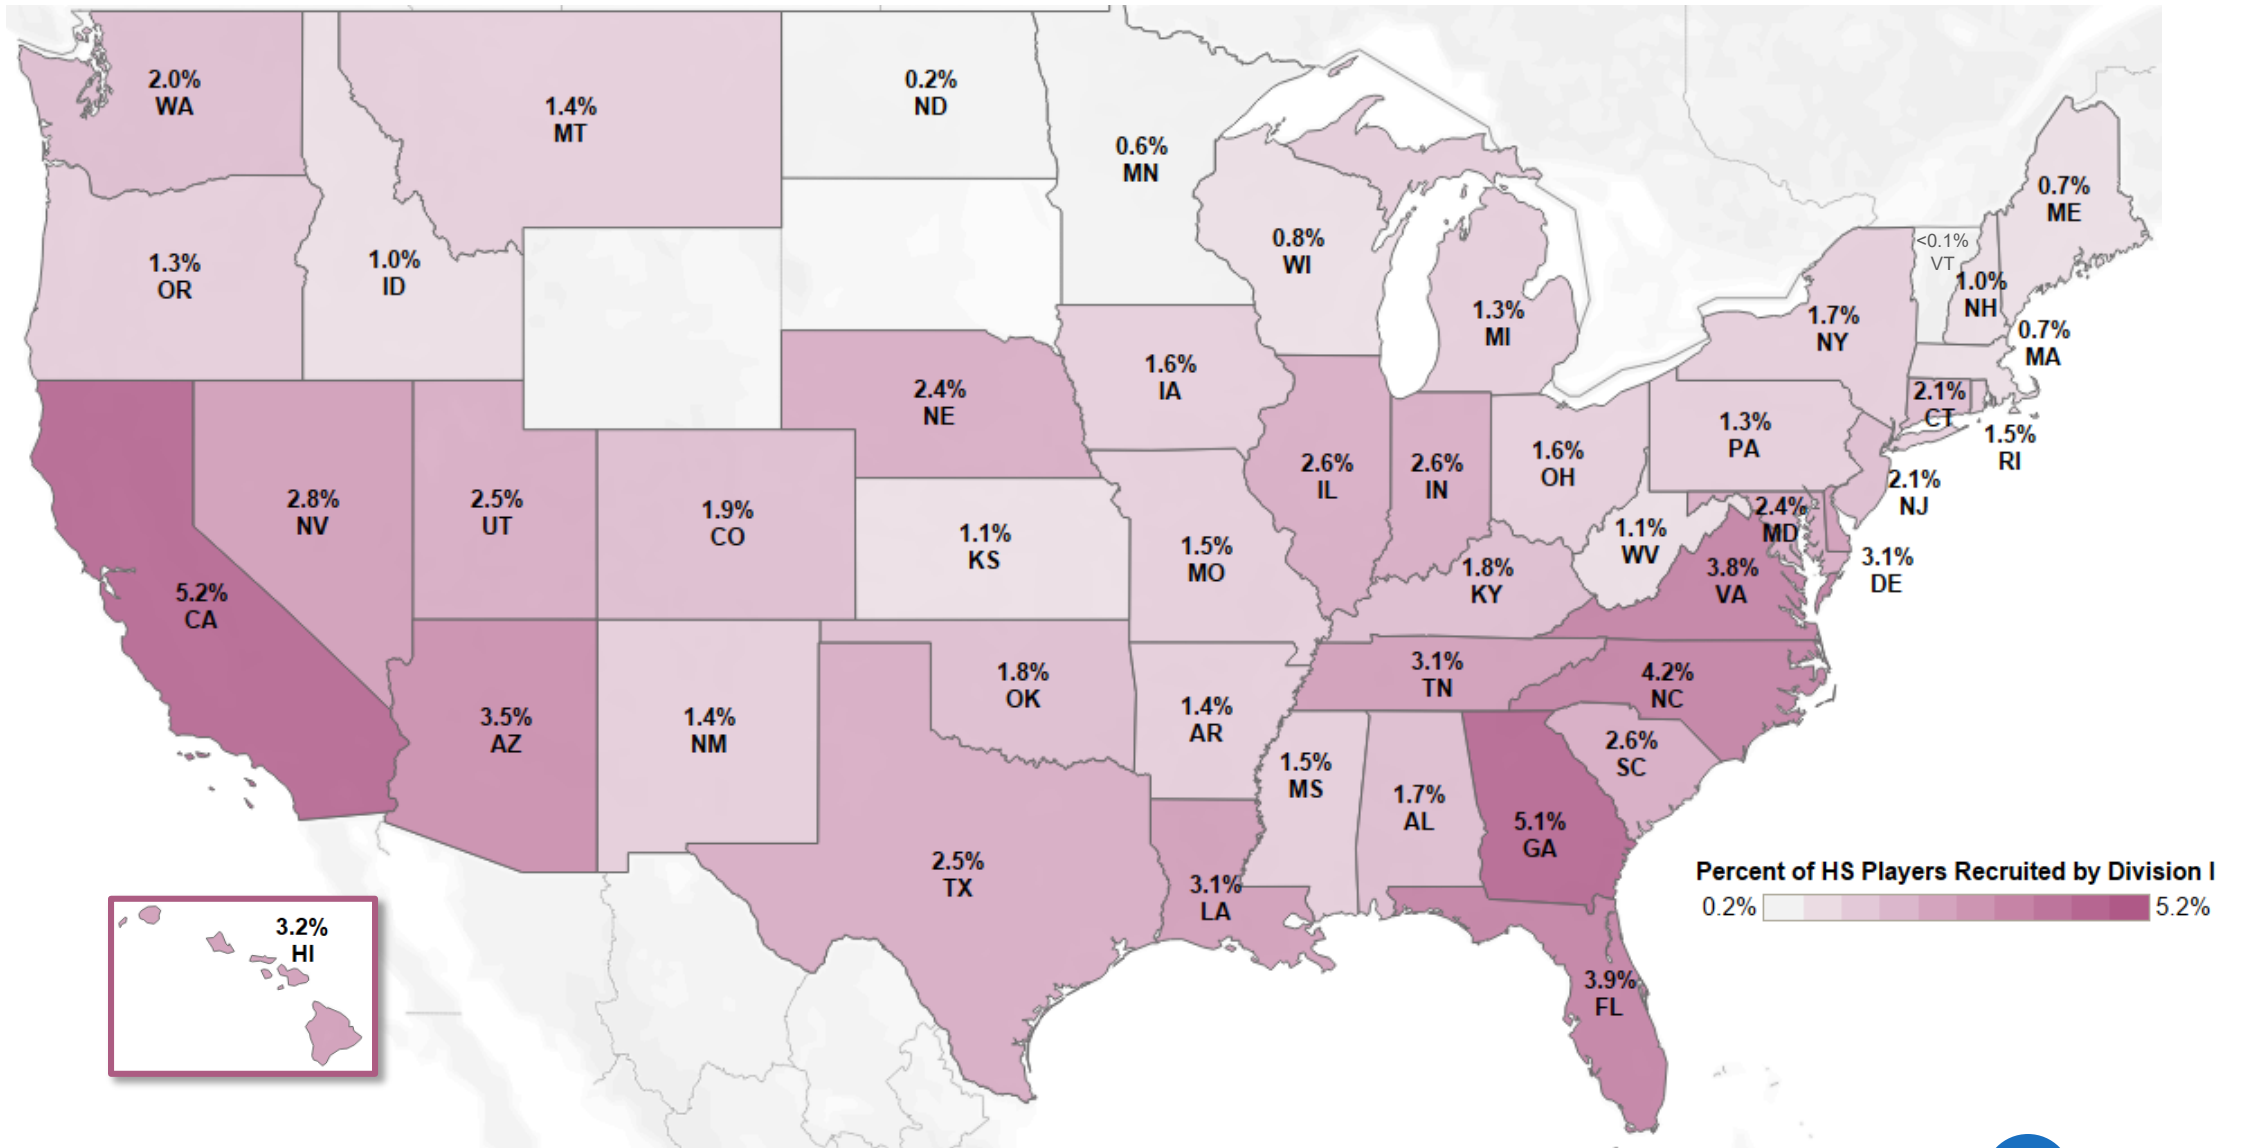 2.0%
WA
1.4%
MT
0.2%
ND
0.6%
MN
0.7%
ME
<0.1%
VT
1.0%
NH
0.8%
WI
1.3%
OR
1.0%
ID
1.3%
MI
1.7%
NY
0.7%
MA
1.6%
IA
2.4%
NE
2.1%
CT
1.5%
RI
1.3%
PA
1.6%
OH
2.6%
IL
2.6%
IN
2.1%
NJ
2.8%
NV
2.5%
UT
1.9%
CO
1.1%
KS
1.5%
MO
1.1%
WV
2.4%
MD
3.1%
DE
3.8%
VA
1.8%
KY
5.2%
CA
3.1%
TN
4.2%
NC
1.8%
OK
3.5%
AZ
1.4%
NM
1.4%
AR
2.6%
SC
1.5%
MS
1.7%
AL
5.1%
GA
2.5%
TX
3.1%
LA
3.9%
FL
3.2%
HI
Percent of HS Players Recruited by Division I
0.2% 5.2%